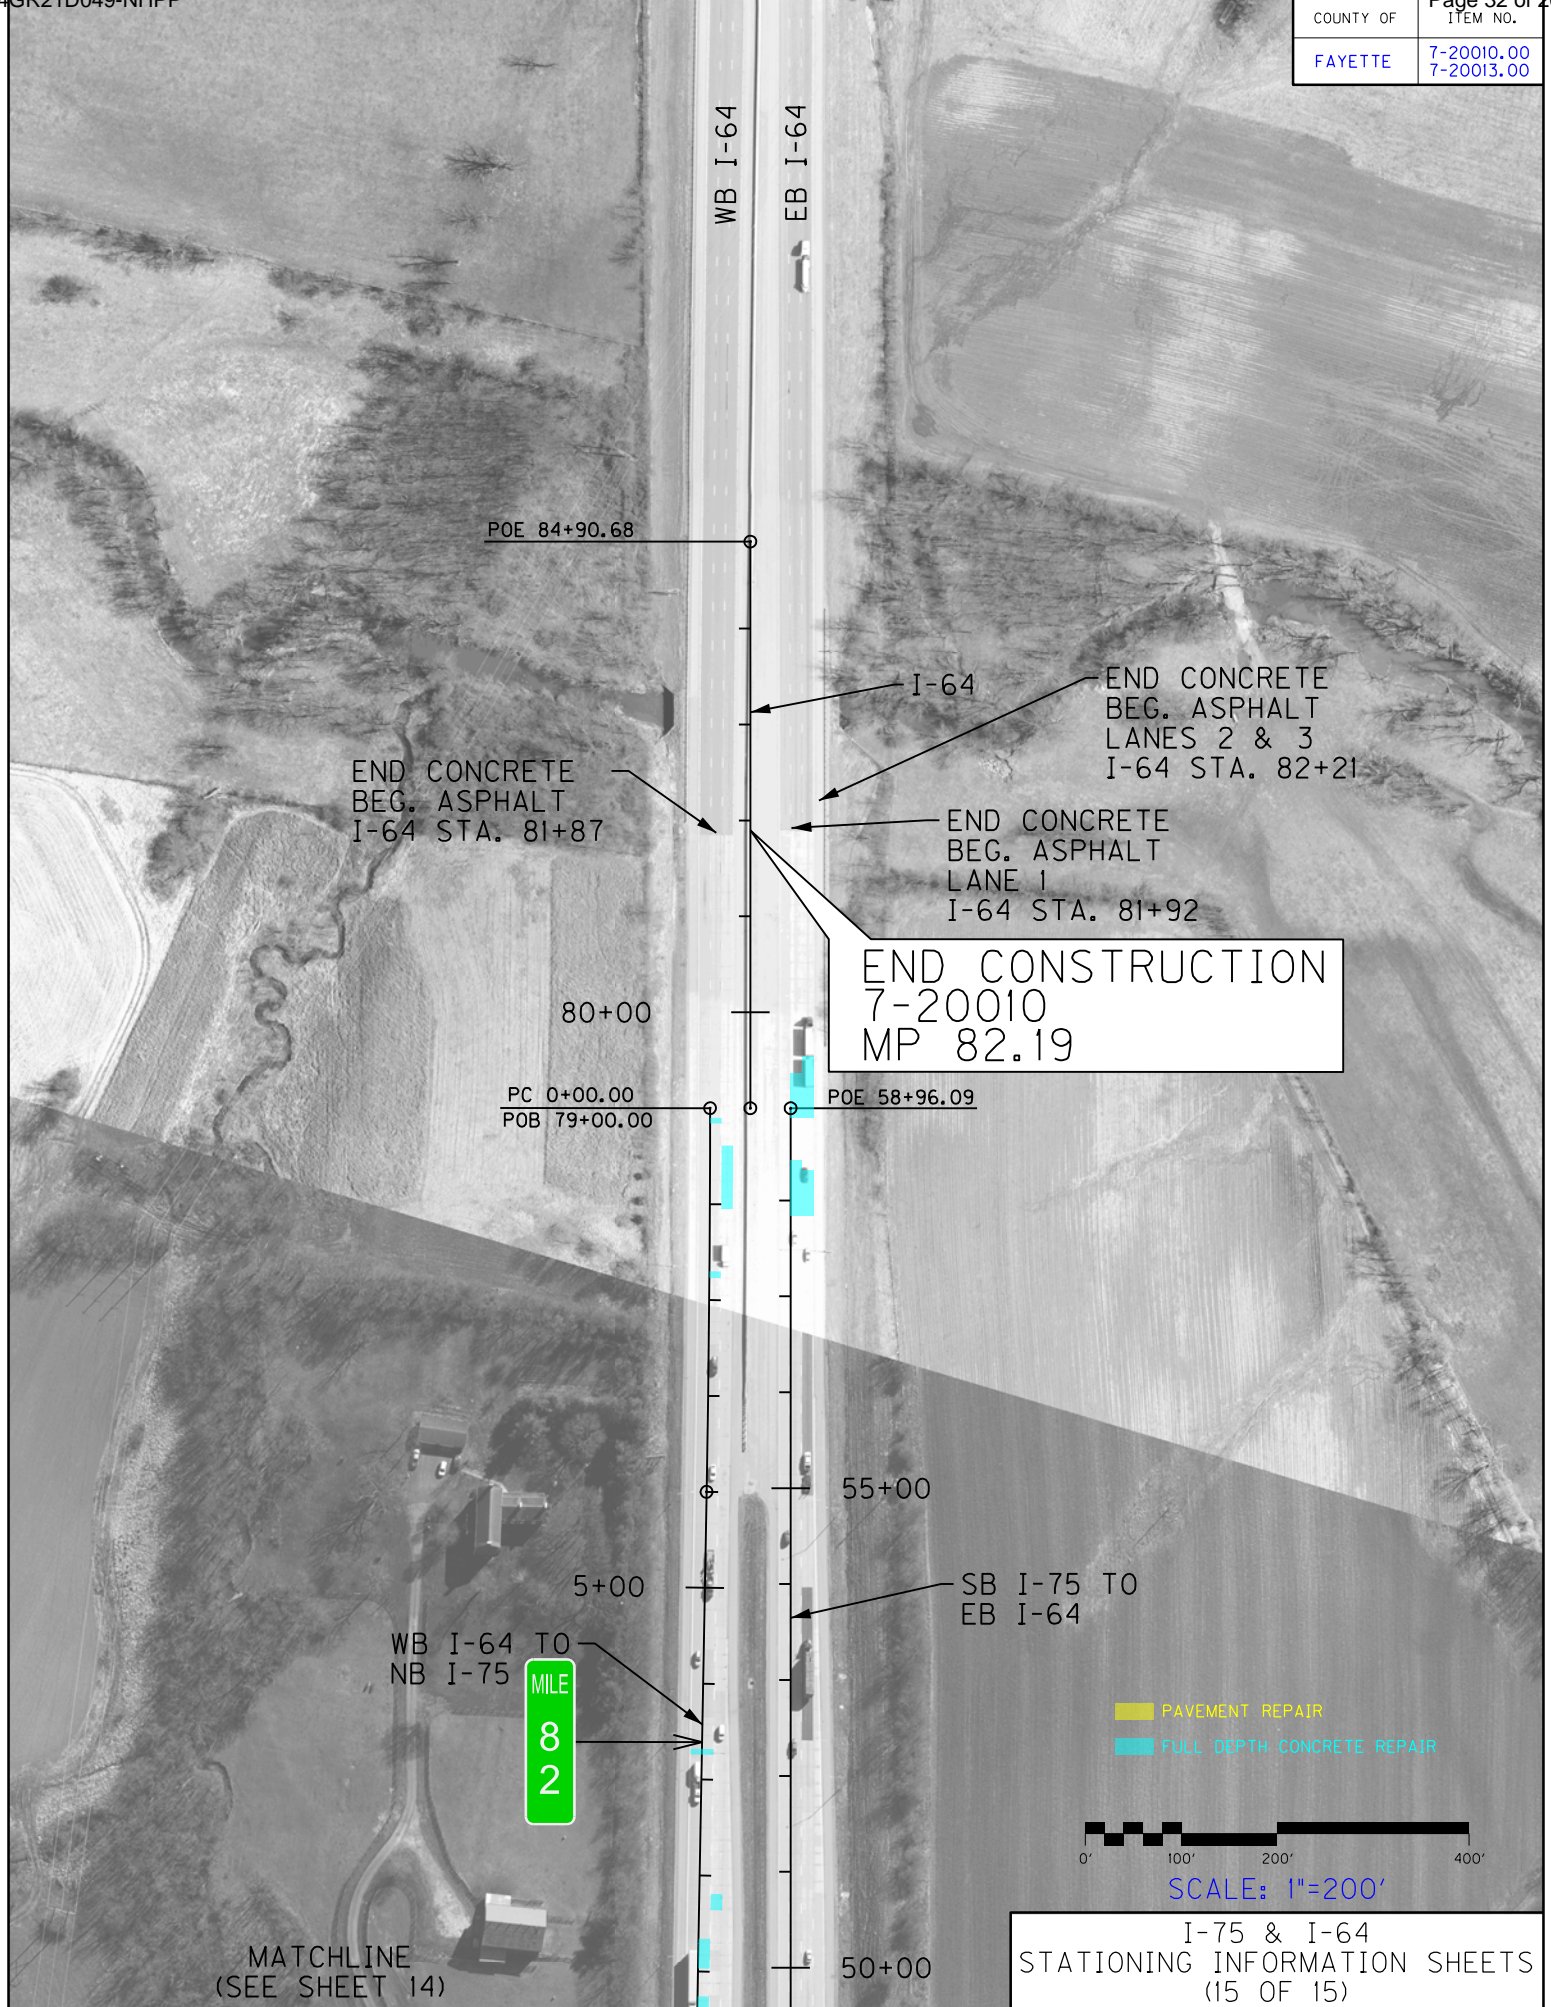 COUNTY OF
ITEM NO.
FAYETTE
7-20010.00
7-20013.00
WB I-64
EB I-64
POE 84+90.68
I-64
END CONCRETE
BEG. ASPHALT
LANES 2 & 3
I-64 STA. 82+21
END CONCRETE
BEG. ASPHALT
I-64 STA. 81+87
END CONCRETE
BEG. ASPHALT
LANE 1
I-64 STA. 81+92
END CONSTRUCTION
7-20010
MP 82.19
80+00
PC 0+00.00
POB 79+00.00
POE 58+96.09
55+00
5+00
SB I-75 TO
EB I-64
WB I-64 TO
NB I-75
MILE
8
2
PAVEMENT REPAIR
FULL DEPTH CONCRETE REPAIR
0' 100' 200' 400'
SCALE: 1"=200'
MATCHLINE
(SEE SHEET 14)
50+00
I-75 & I-64
STATIONING INFORMATION SHEETS
(15 OF 15)